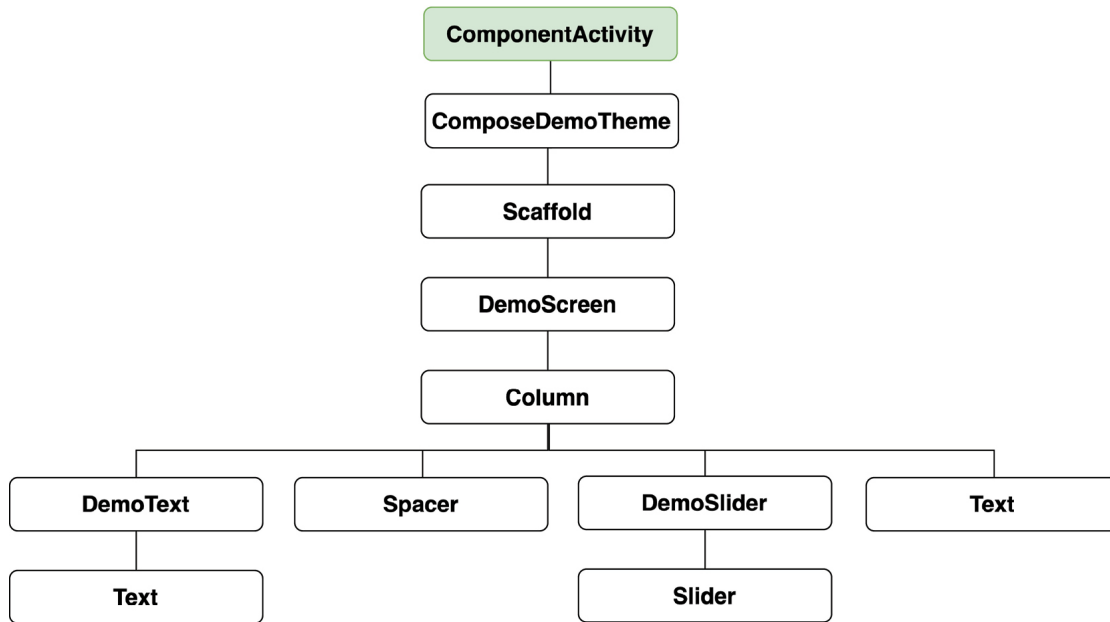 ComponentActivity
ComposeDemoTheme
Scaffold
DemoScreen
Column
DemoText
Spacer
DemoSlider
Text
Text
Slider